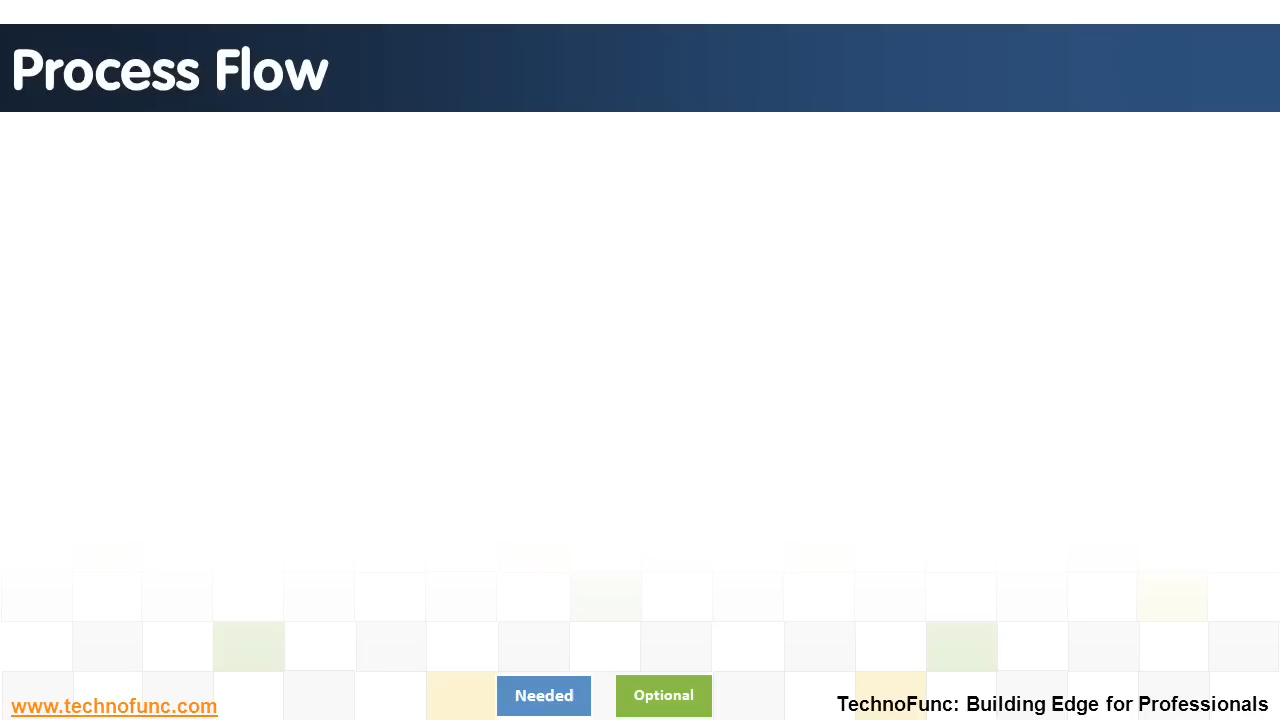 Process Flow
Needed
Optional
www.technofunc.com
TechnoFunc: Building Edge for Professionals